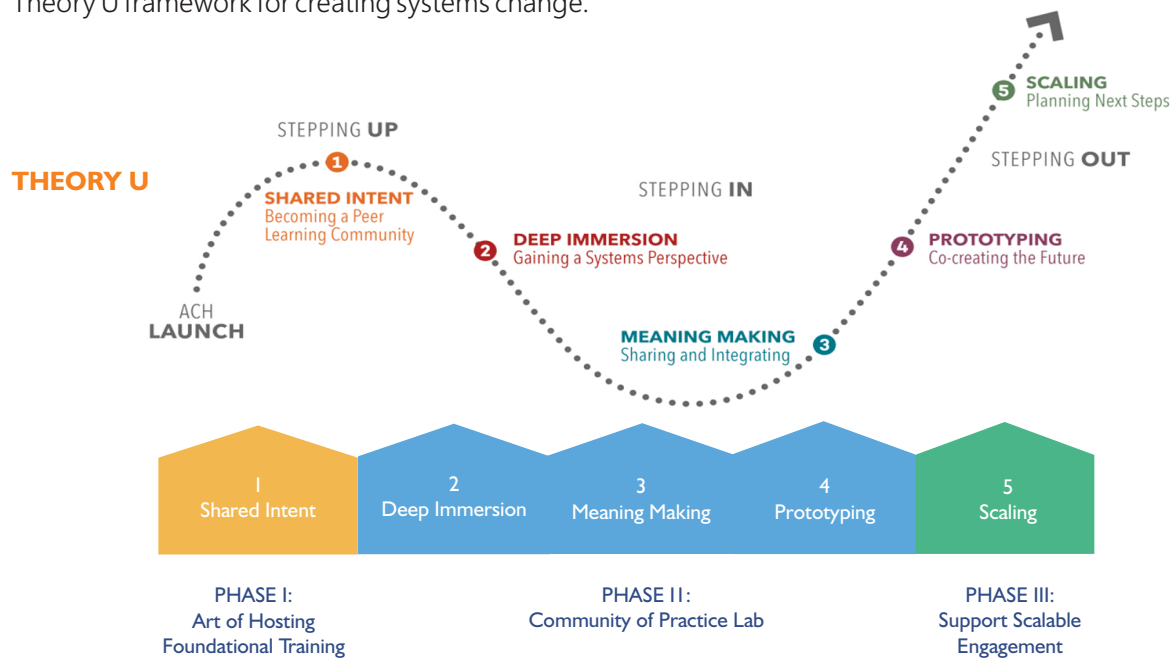 Theory U framework for creating systems change.
THEORY U
STEPPING UP
1
SHARED INTENT
Becoming a Peer
Learning Community
ACH
LAUNCH
2
DEEP IMMERSION
Gaining a Systems Perspective
STEPPING IN
MEANING MAKING
Sharing and Integrating
3
4
PROTOTYPING
Co-creating the Future
STEPPING OUT
5
SCALING
Planning Next Steps
1
Shared Intent
2
Deep Immersion
3
Meaning Making
4
Prototyping
5
Scaling
PHASE I:
Art of Hosting
Foundational Training
PHASE 11:
Community of Practice Lab
PHASE III:
Support Scalable
Engagement